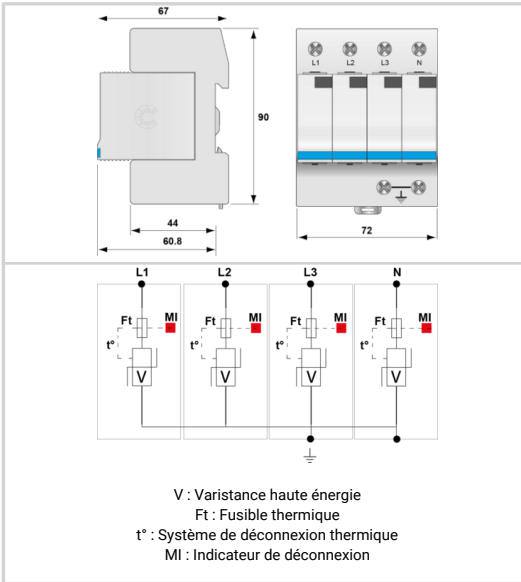 67
L1 L2 L3 N
90
44
60.8
72
L1 L2 L3 N
Ft MI Ft MI Ft MI Ft MI
t° t° t° t°
V V V V
V : Varistance haute énergie
Ft : Fusible thermique
t° : Système de déconnexion thermique
MI : Indicateur de déconnexion